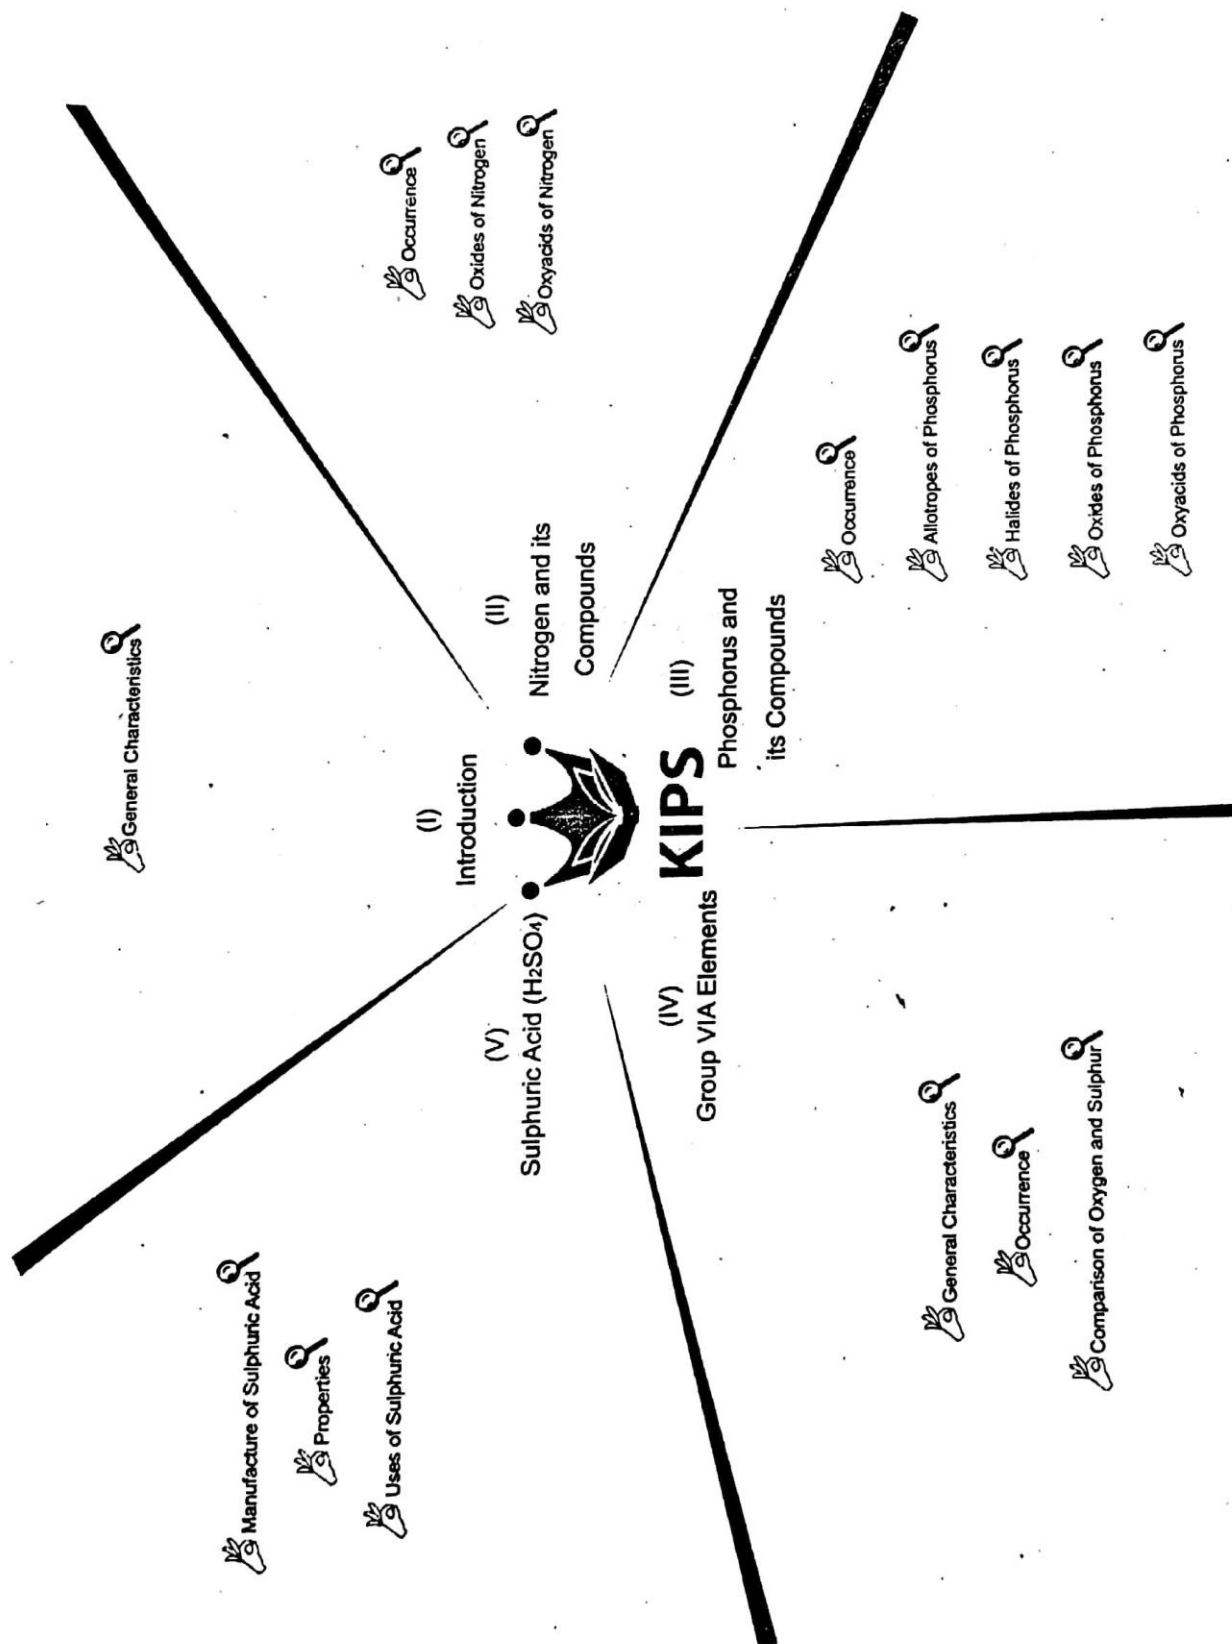 (I)
Introduction
General Characteristics
(II)
Nitrogen and its
Compounds
Occurrence
Oxides of Nitrogen
Oxyacids of Nitrogen
(III)
Phosphorus and
its Compounds
Occurrence
Allotropes of Phosphorus
Halides of Phosphorus
Oxides of Phosphorus
Oxyacids of Phosphorus
(IV)
Group VIA Elements
General Characteristics
Occurrence
Comparison of Oxygen and Sulphur
(V)
Sulphuric Acid (H2SO4)
Manufacture of Sulphuric Acid
Properties
Uses of Sulphuric Acid
KIPS